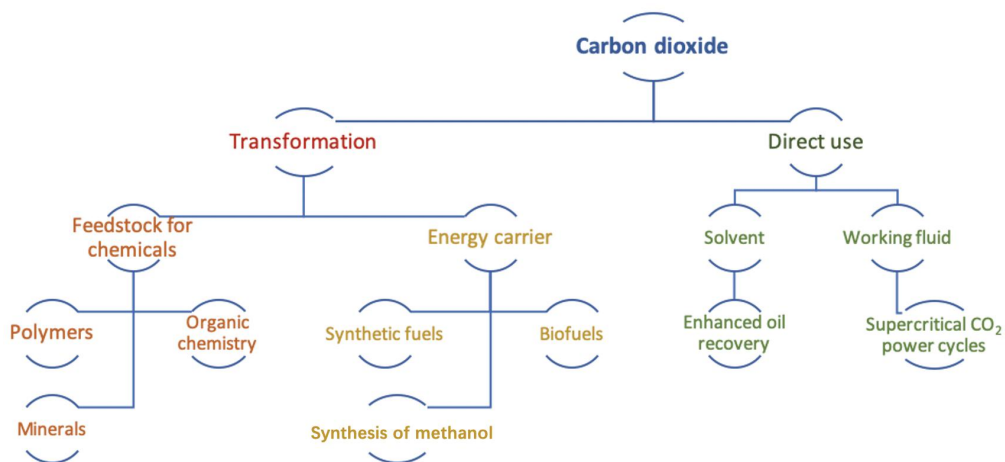 Carbon dioxide
Transformation
Direct use
Feedstock for
chemicals
Energy carrier
Solvent
Working fluid
Polymers
Organic
chemistry
Synthetic fuels
Biofuels
Enhanced oil
recovery
Supercritical CO₂
power cycles
Minerals
Synthesis of methanol